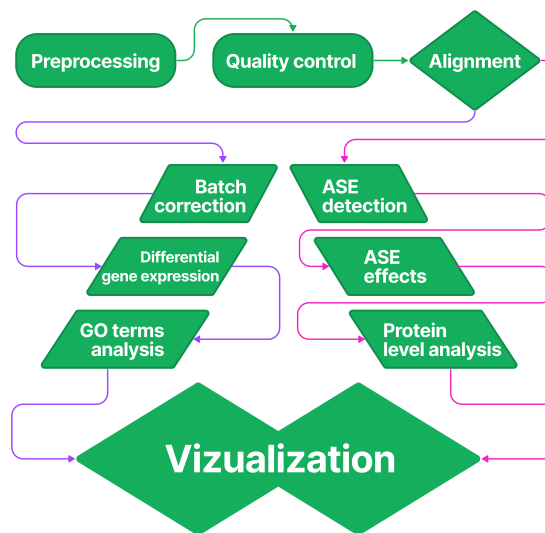 Preprocessing
Quality control
Alignment
Batch
correction
ASE
detection
Differential
gene expression
ASE
effects
GO terms
analysis
Protein
level analysis
Vizualization